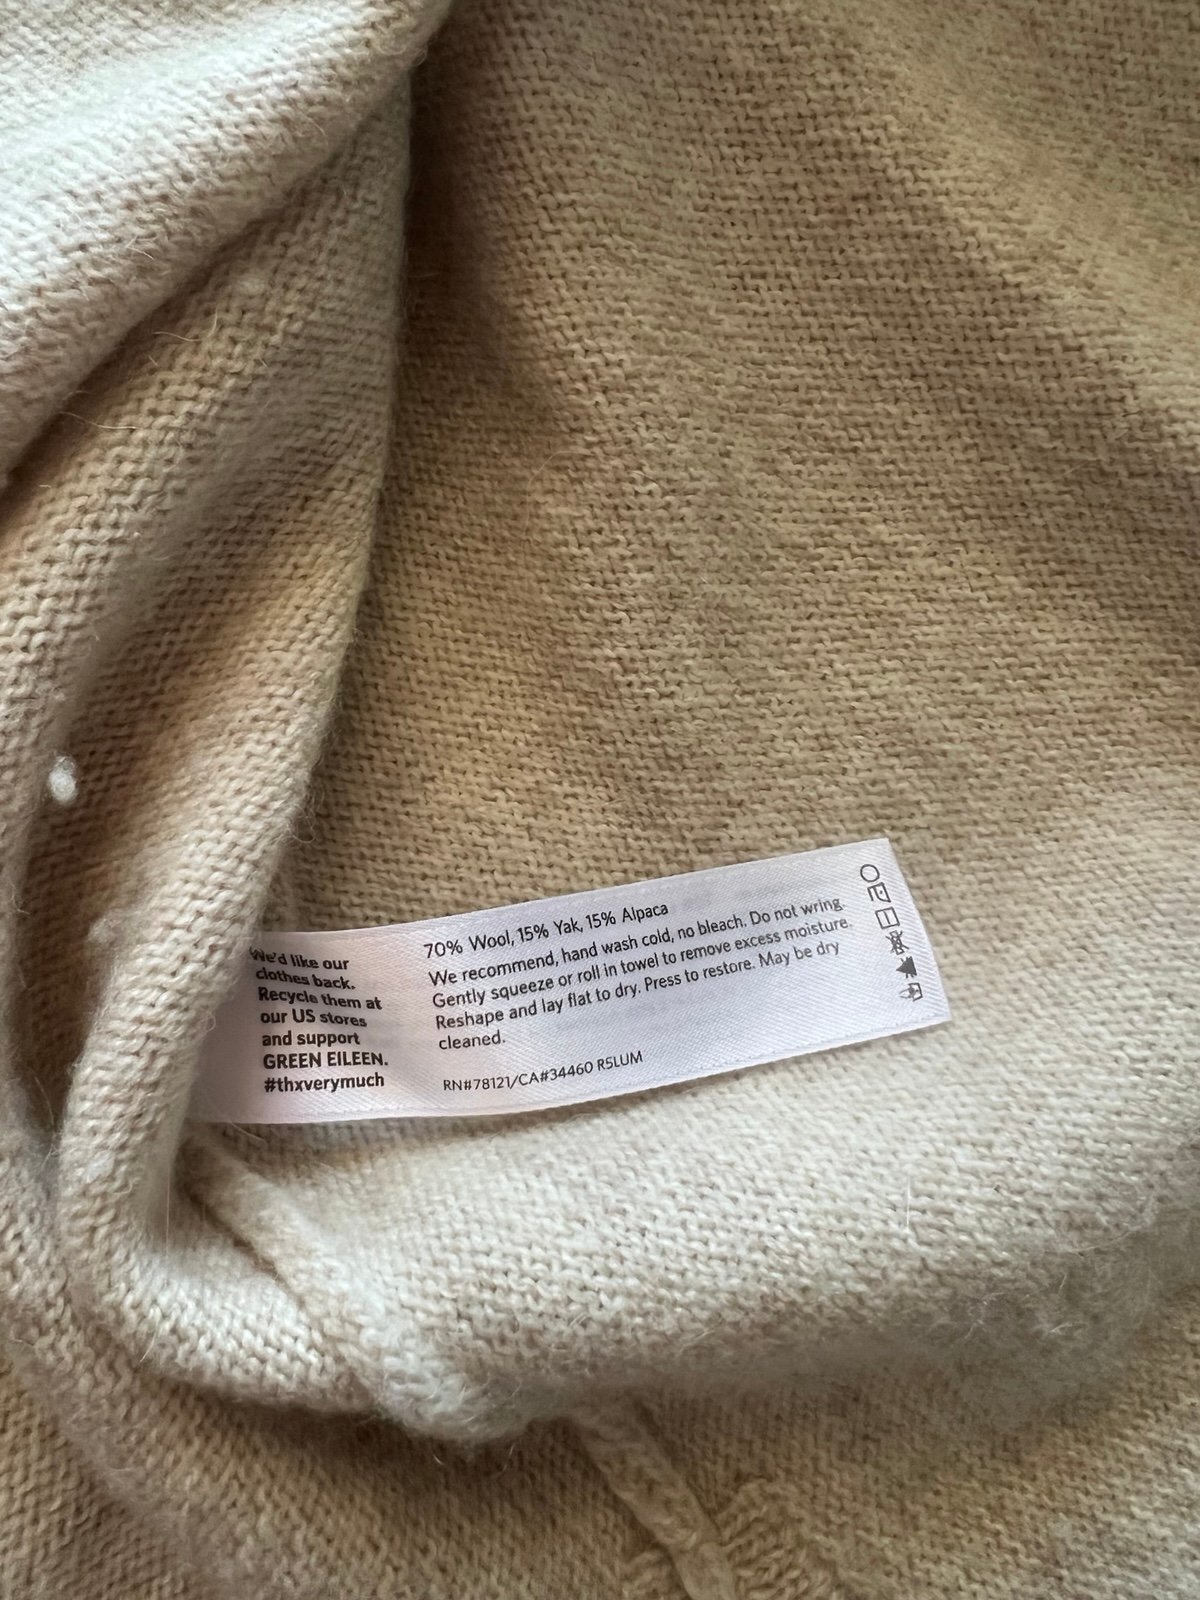 We'd like our
clothes back.
Recycle them at
our US stores
and support
GREEN EILEEN.
#thxverymuch
70% Wool, 15% Yak, 15% Alpaca
We recommend, hand wash cold, no bleach. Do not wring.
Gently squeeze or roll in towel to remove excess moisture.
Reshape and lay flat to dry. Press to restore. May be dry
cleaned.
RN#78121/CA#34460 R5LUM